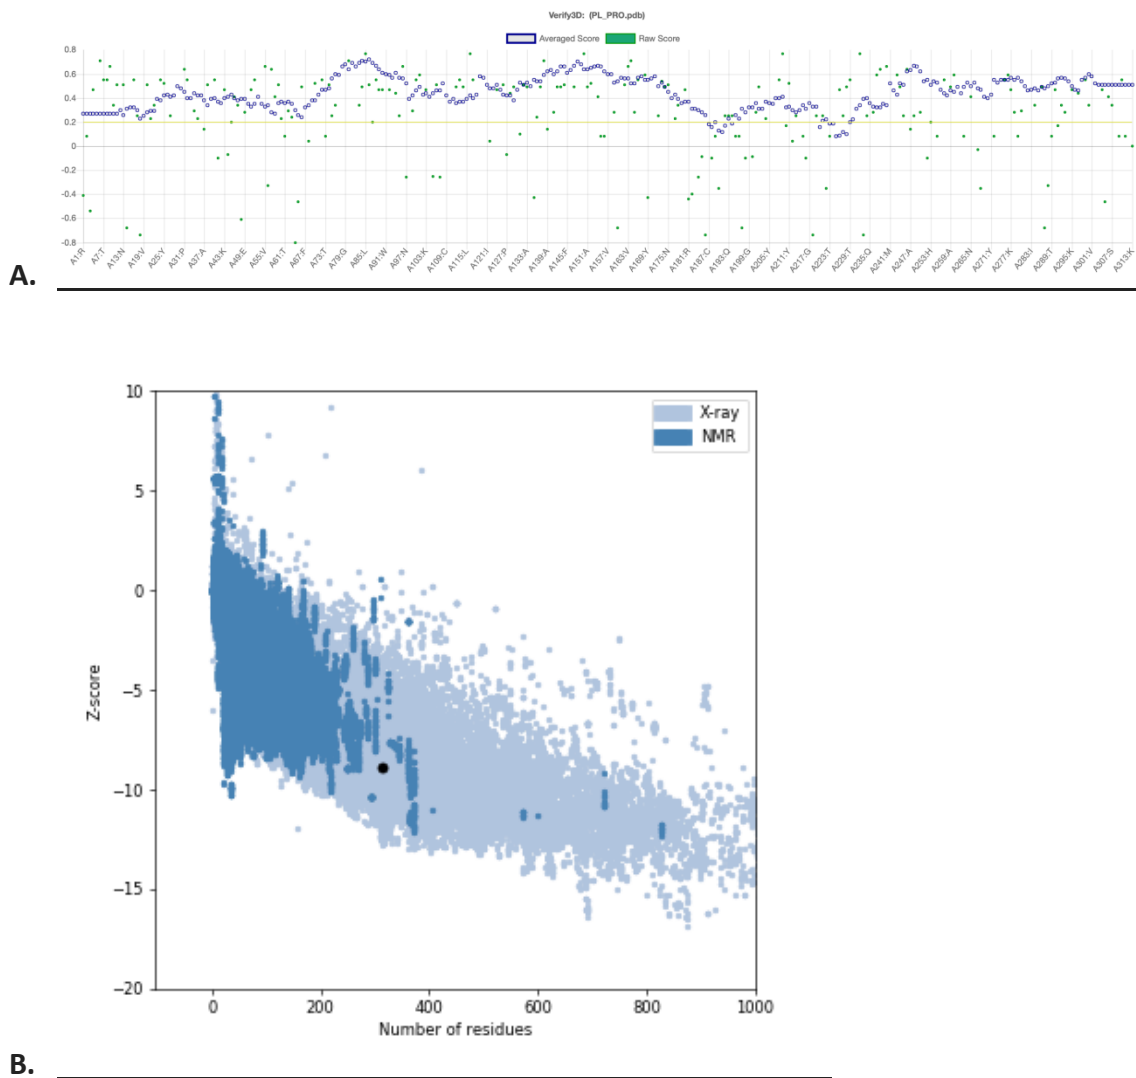 Verify3D: (PL_PRO.pdb)
Averaged Score
Raw Score
0.8
0.6
0.4
0.2
0
-0.2
-0.4
-0.6
-0.8
A1:R
A7:T
A13:N
A19:V
A25:Y
A31:P
A37:A
A43:K
A49:E
A55:V
A61:T
A67:F
A73:T
A79:G
A85:L
A91:W
A97:N
A103:K
A109:C
A115:L
A121:I
A127:P
A133:A
A139:A
A145:F
A151:A
A157:V
A163:V
A169:Y
A175:N
A181:R
A187:C
A193:Q
A199:G
A205:Y
A211:Y
A217:G
A223:T
A229:T
A235:Q
A241:M
A247:A
A253:H
A259:A
A265:N
A271:Y
A277:K
A283:I
A289:T
A295:K
A301:V
A307:S
A313:K
A.
X-ray
NMR
10
5
0
−5
−10
−15
−20
Z-score
0
200
400
600
800
1000
Number of residues
B.